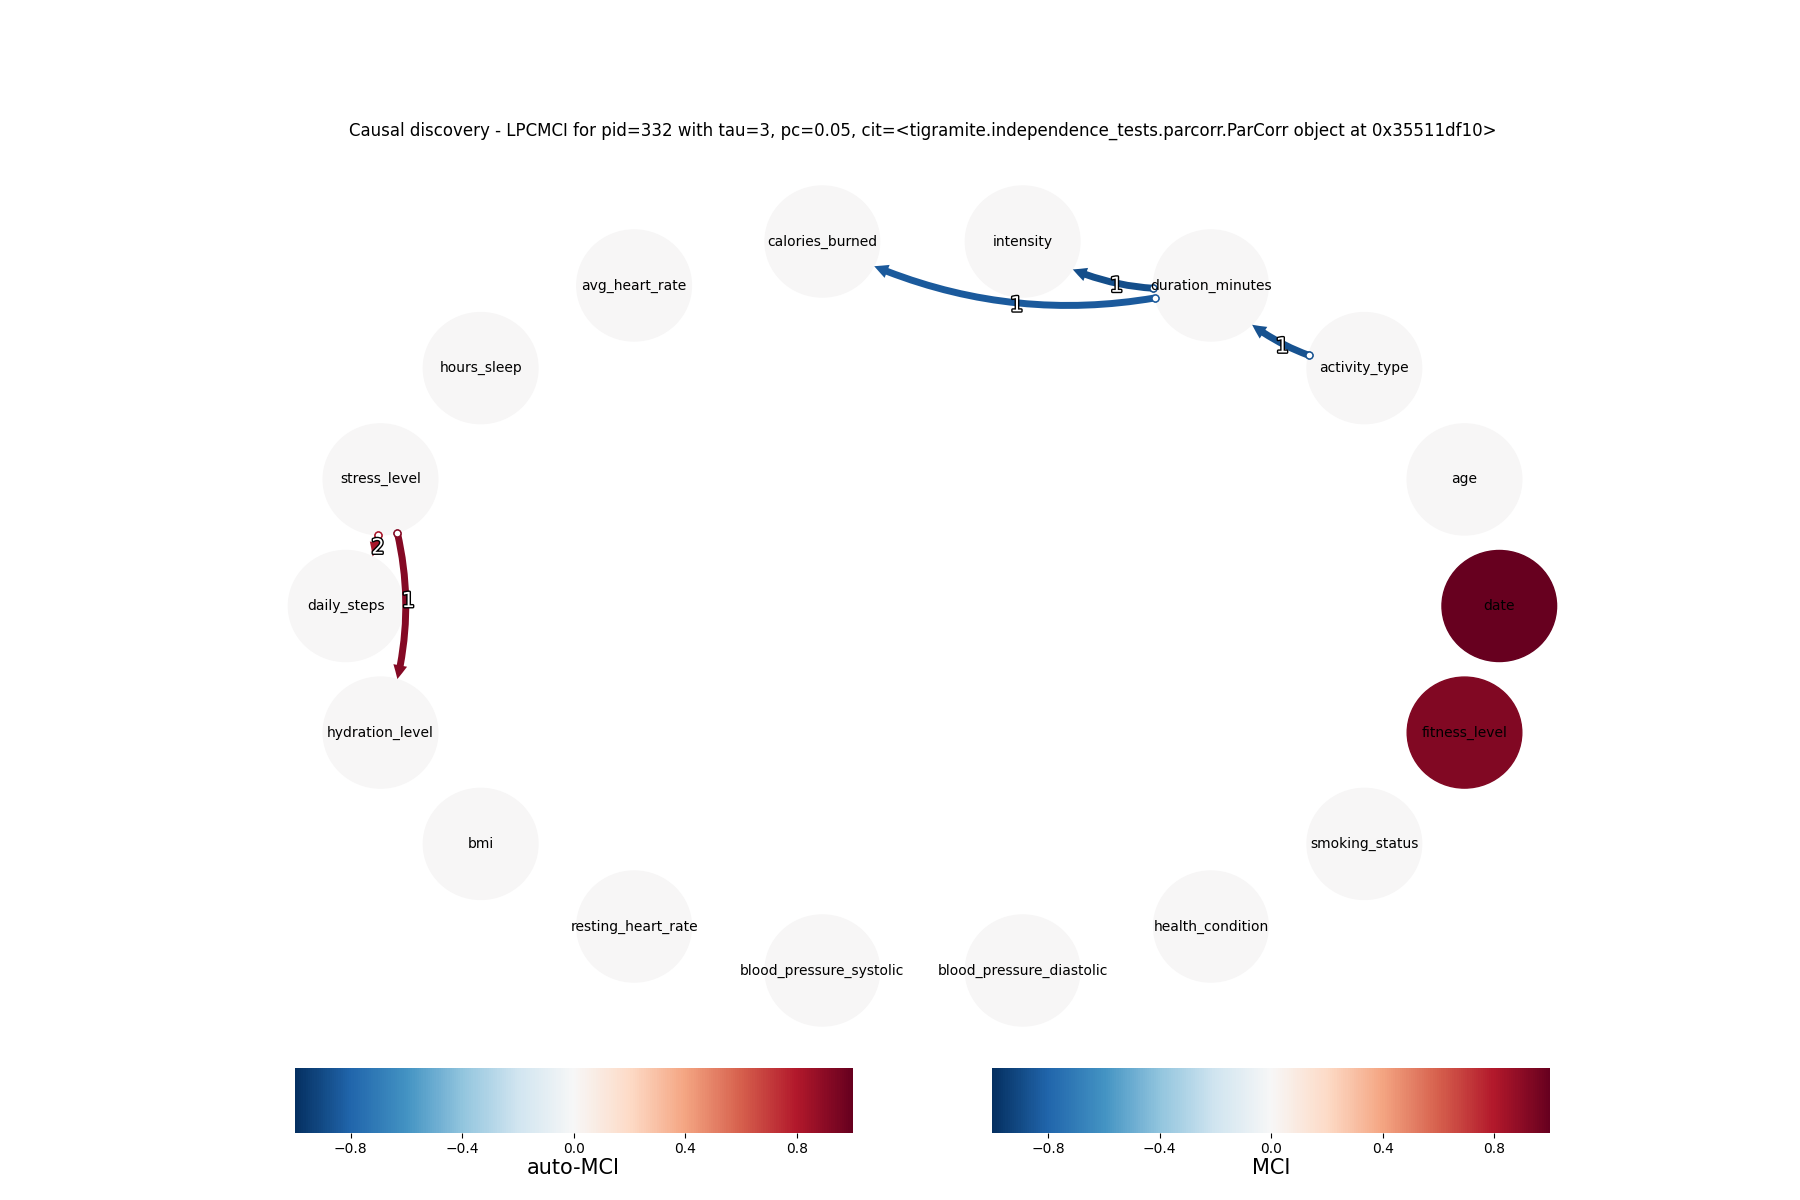 Causal discovery - LPCMCI for pid=332 with tau=3, pc=0.05, cit=<tigramite.independence_tests.parcorr.ParCorr object at 0x35511df10>
calories_burned
intensity
avg_heart_rate
1
duration_minutes
1
1
hours_sleep
activity_type
stress_level
age
2
1
daily_steps
date
hydration_level
fitness_level
bmi
smoking_status
resting_heart_rate
health_condition
blood_pressure_systolic
blood_pressure_diastolic
−0.8 −0.4 0.0 0.4 0.8
auto-MCI
−0.8 −0.4 0.0 0.4 0.8
MCI